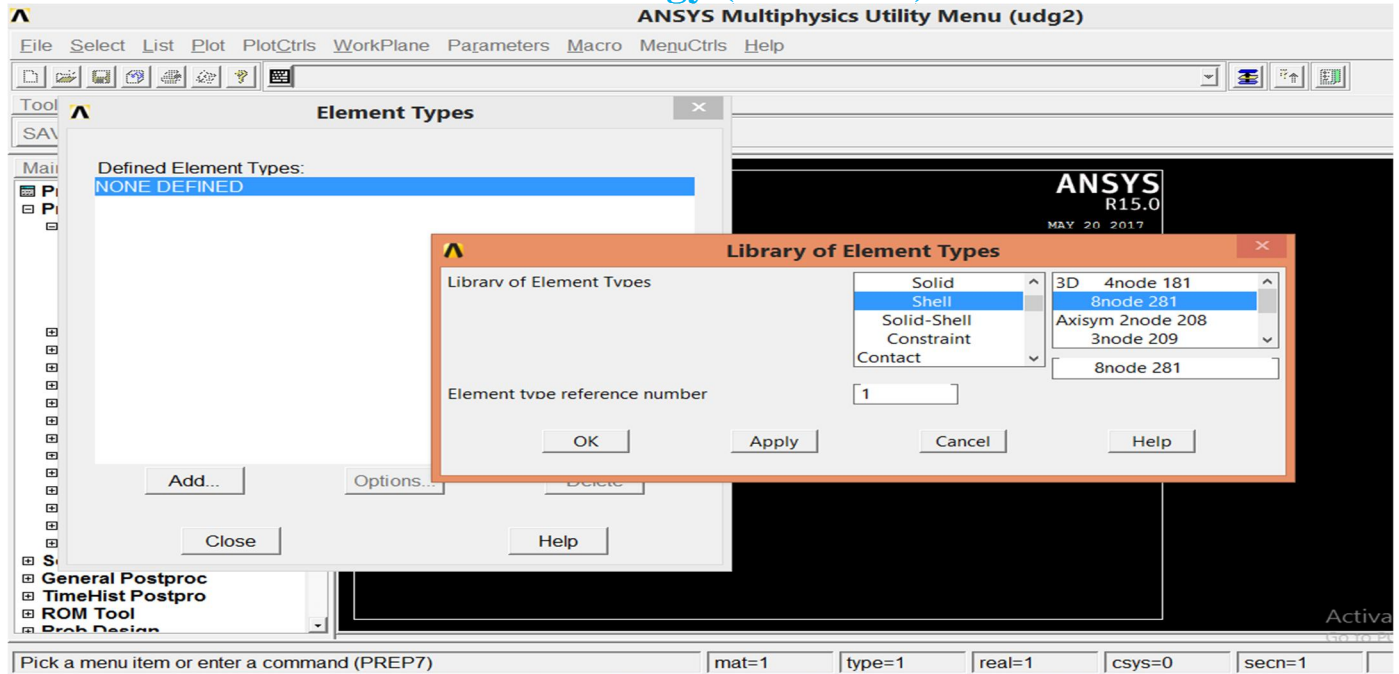 ANSYS Multiphysics Utility Menu (udg2)
File Select List Plot PlotCtrls WorkPlane Parameters Macro MenuCtrls Help
Element Types
Defined Element Types:
NONE DEFINED
ANSYS
R15.0
MAY 20 2017
Library of Element Types
Library of Element Types
Solid
Shell
Solid-Shell
Constraint
Contact
3D 4node 181
8node 281
Axisym 2node 208
3node 209
8node 281
Element type reference number
1
OK Apply Cancel Help
Add... Options... Delete
Close Help
General Postproc
TimeHist Postpro
ROM Tool
Prob Design
Activa
Go to PC
Pick a menu item or enter a command (PREP7) mat=1 type=1 real=1 csys=0 secn=1